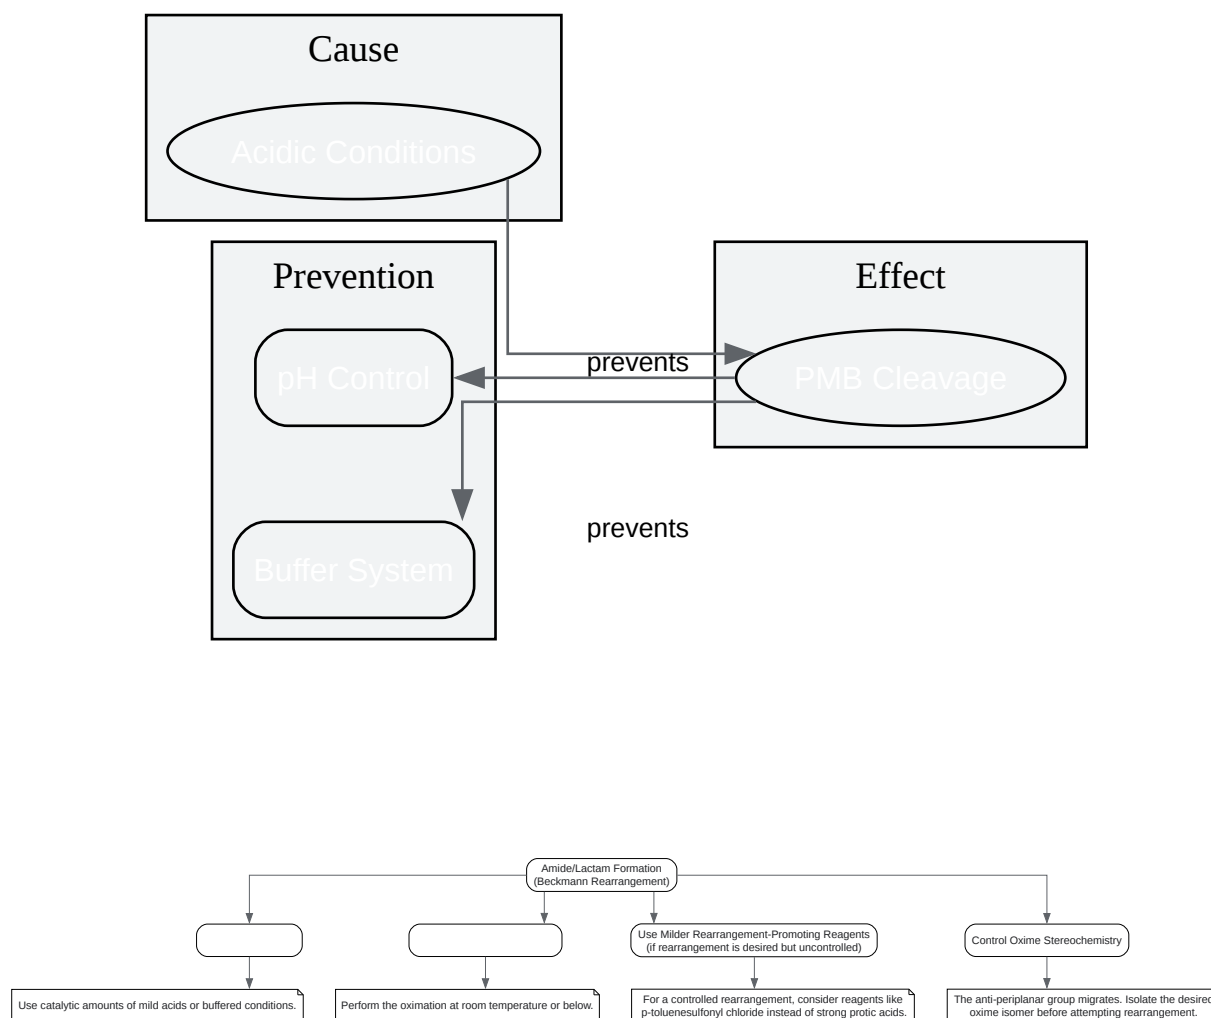 Cause
Acidic Conditions
Prevention
Effect
prevents
pH Control
PMB Cleavage
prevents
Buffer System
Amide/Lactam Formation
(Beckmann Rearrangement)
Use Milder Rearrangement-Promoting Reagents
(if rearrangement is desired but uncontrolled)
Control Oxime Stereochemistry
Use catalytic amounts of mild acids or buffered conditions.
Perform the oximation at room temperature or below.
For a controlled rearrangement, consider reagents like
p-toluenesulfonyl chloride instead of strong protic acids.
The anti-periplanar group migrates. Isolate the desired
oxime isomer before attempting rearrangement.